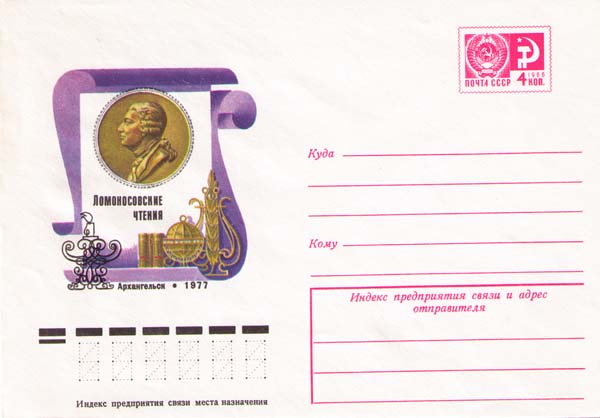 ПОЧТА СССР
1966
4 КОП.
Ломоносовские
чтения
Архангельск • 1977
Куда
Кому
Индекс предприятия связи и адрес
отправителя
Индекс предприятия связи места назначения